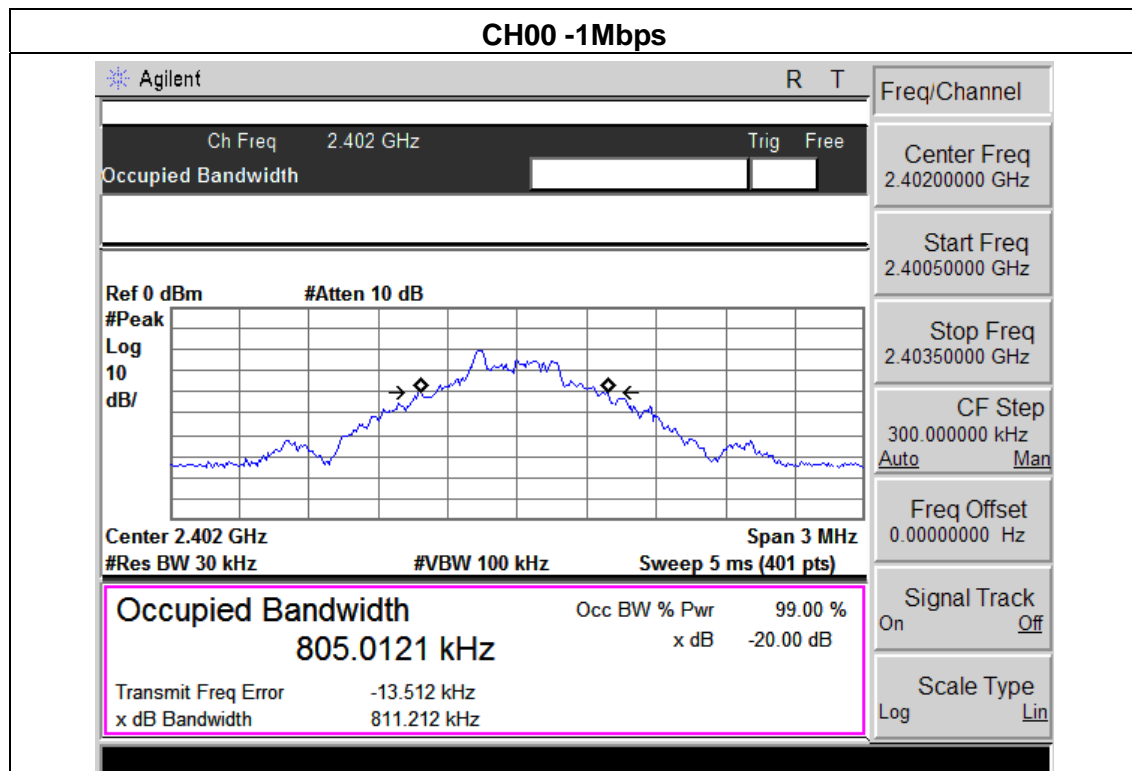 CH00 -1Mbps
Agilent R T
Ch Freq 2.402 GHz Trig Free
Occupied Bandwidth
Ref 0 dBm #Atten 10 dB
#Peak
Log
10
dB/
Center 2.402 GHz Span 3 MHz
#Res BW 30 kHz #VBW 100 kHz Sweep 5 ms (401 pts)
Occupied Bandwidth
805.0121 kHz
Occ BW % Pwr 99.00 %
x dB -20.00 dB
Transmit Freq Error -13.512 kHz
x dB Bandwidth 811.212 kHz
Freq/Channel
Center Freq
2.40200000 GHz
Start Freq
2.40050000 GHz
Stop Freq
2.40350000 GHz
CF Step
300.000000 kHz
Auto Man
Freq Offset
0.00000000 Hz
Signal Track
On Off
Scale Type
Log Lin